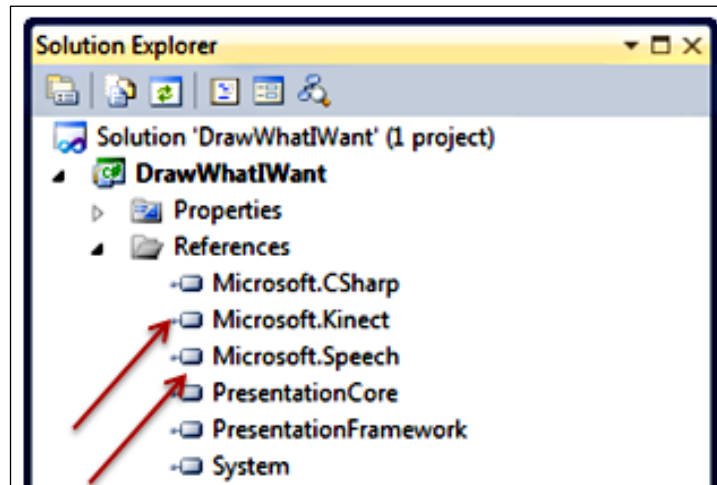 Solution Explorer
Solution 'DrawWhatIWant' (1 project)
DrawWhatIWant
Properties
References
Microsoft.CSharp
Microsoft.Kinect
Microsoft.Speech
PresentationCore
PresentationFramework
System